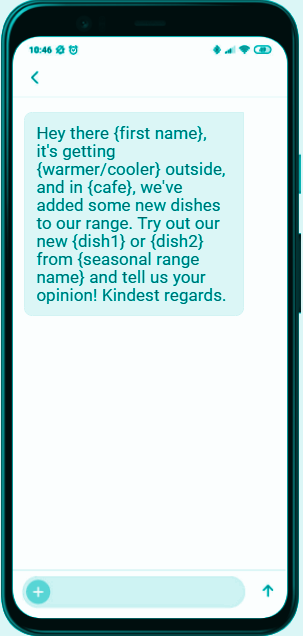 10:46
Hey there {first name},
it's getting
{warmer/cooler} outside,
and in {cafe}, we've
added some new dishes
to our range. Try out our
new {dish1} or {dish2}
from {seasonal range
name} and tell us your
opinion! Kindest regards.